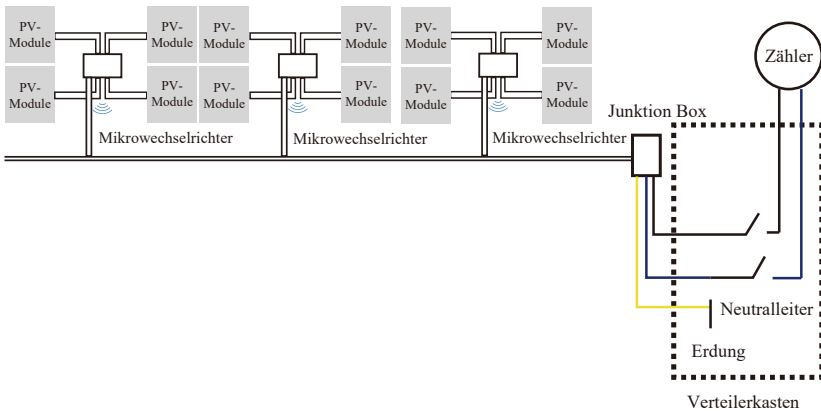 PV-
Module
PV-
Module
PV-
Module
PV-
Module
PV-
Module
PV-
Module
PV-
Module
PV-
Module
PV-
Module
PV-
Module
PV-
Module
PV-
Module
Zähler
Mikrowechselrichter
Mikrowechselrichter
Mikrowechselrichter
Junktion Box
Neutralleiter
Erdung
Verteilerkasten